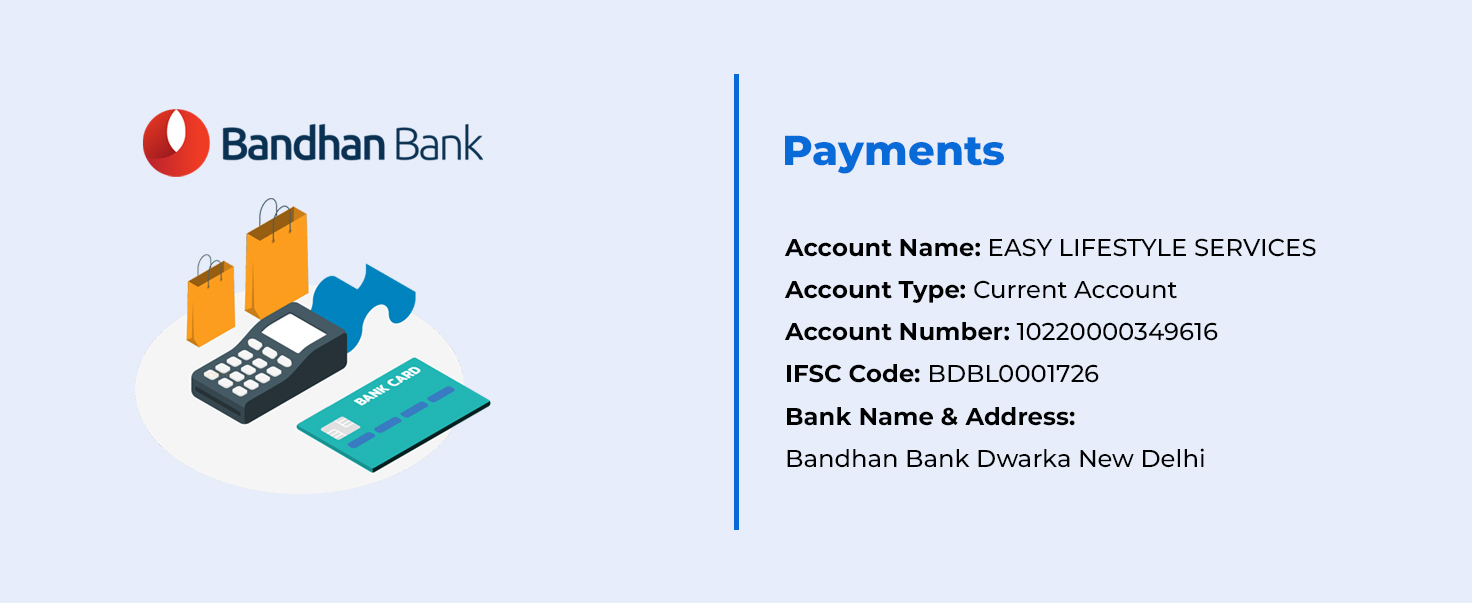 Bandhan Bank
BANK CARD
Payments
Account Name: EASY LIFESTYLE SERVICES
Account Type: Current Account
Account Number: 10220000349616
IFSC Code: BDBL0001726
Bank Name & Address:
Bandhan Bank Dwarka New Delhi